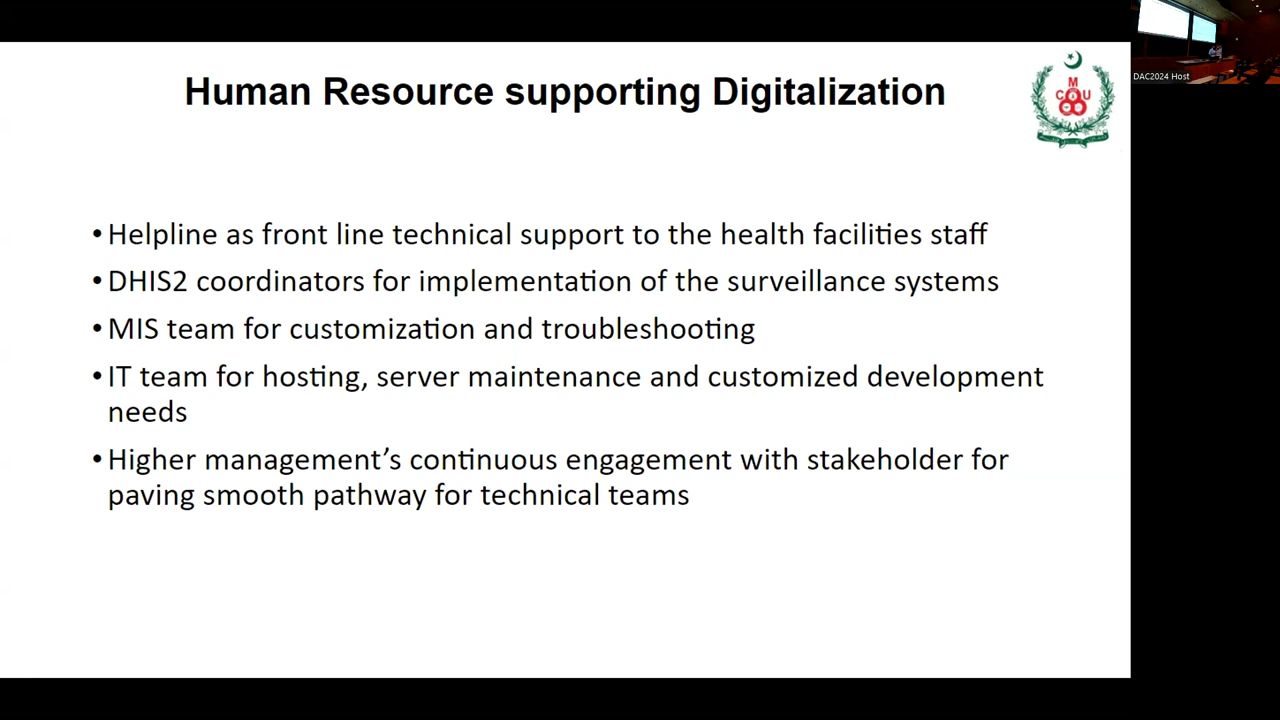 Human Resource supporting Digitalization
M
C U
DAC2024 Host
• Helpline as front line technical support to the health facilities staff
• DHIS2 coordinators for implementation of the surveillance systems
• MIS team for customization and troubleshooting
• IT team for hosting, server maintenance and customized development
needs
• Higher management’s continuous engagement with stakeholder for
paving smooth pathway for technical teams